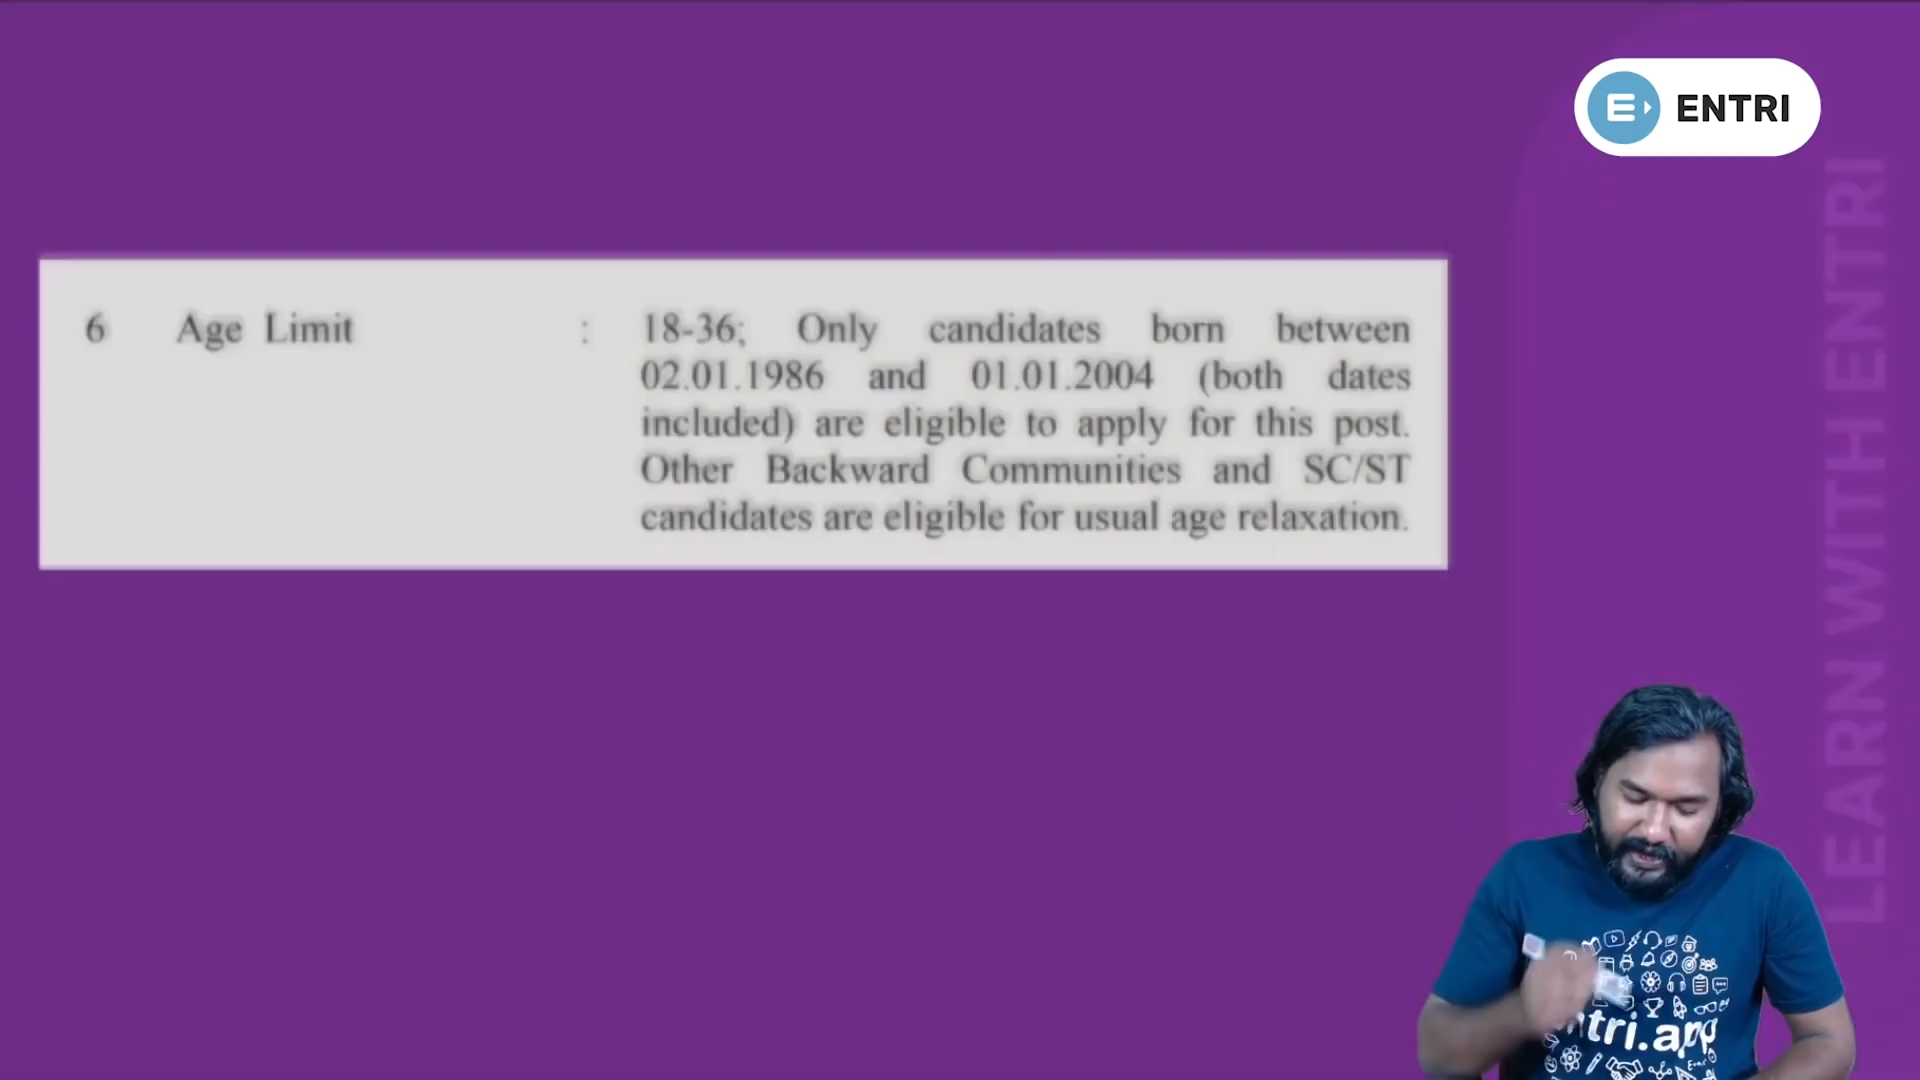 ENTRI
6 Age Limit : 18-36; Only candidates born between
02.01.1986 and 01.01.2004 (both dates
included) are eligible to apply for this post.
Other Backward Communities and SC/ST
candidates are eligible for usual age relaxation.
LEARN WITH ENTRI
ntri.app